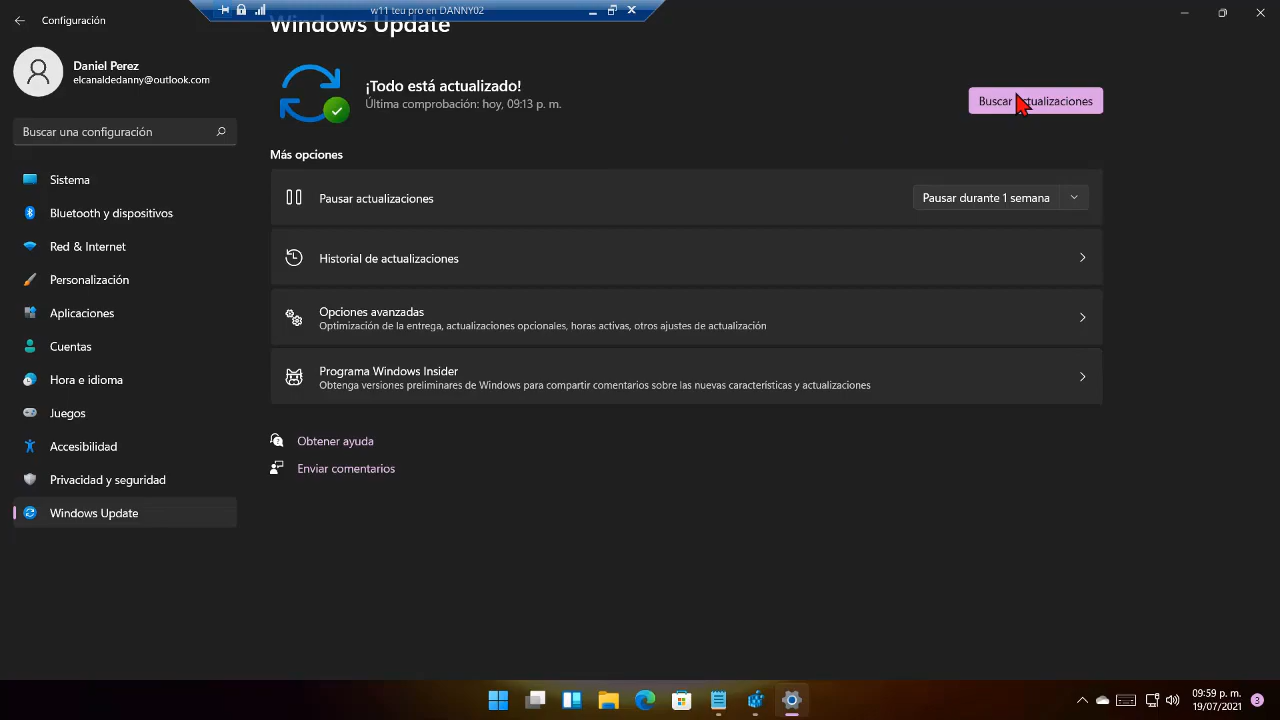 w11 teu pro en DANNY02
Configuración
Windows Update
Daniel Perez
elcanaldedanny@outlook.com
Buscar una configuración
Sistema
Bluetooth y dispositivos
Red & Internet
Personalización
Aplicaciones
Cuentas
Hora e idioma
Juegos
Accesibilidad
Privacidad y seguridad
Windows Update
¡Todo está actualizado!
Última comprobación: hoy, 09:13 p. m.
Buscar actualizaciones
Más opciones
Pausar actualizaciones
Pausar durante 1 semana
Historial de actualizaciones
Opciones avanzadas
Optimización de la entrega, actualizaciones opcionales, horas activas, otros ajustes de actualización
Programa Windows Insider
Obtenga versiones preliminares de Windows para compartir comentarios sobre las nuevas características y actualizaciones
Obtener ayuda
Enviar comentarios
09:59 p. m.
19/07/2021
3